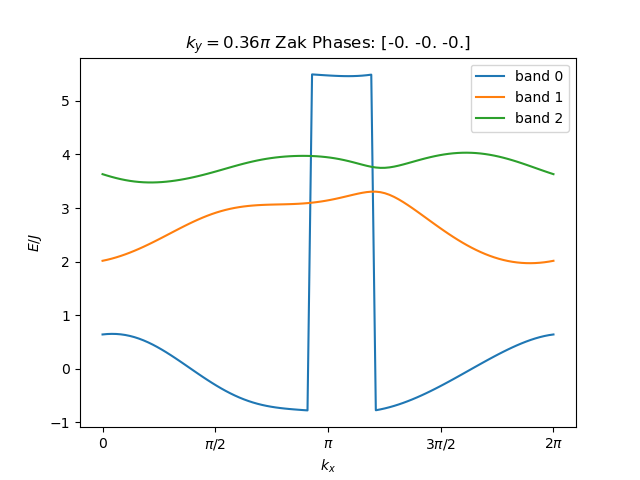 k_y = 0.36π Zak Phases: [-0. -0. -0.]
band 0
band 1
band 2
E/J
5
4
3
2
1
0
−1
0
π/2
π
3π/2
2π
k_x